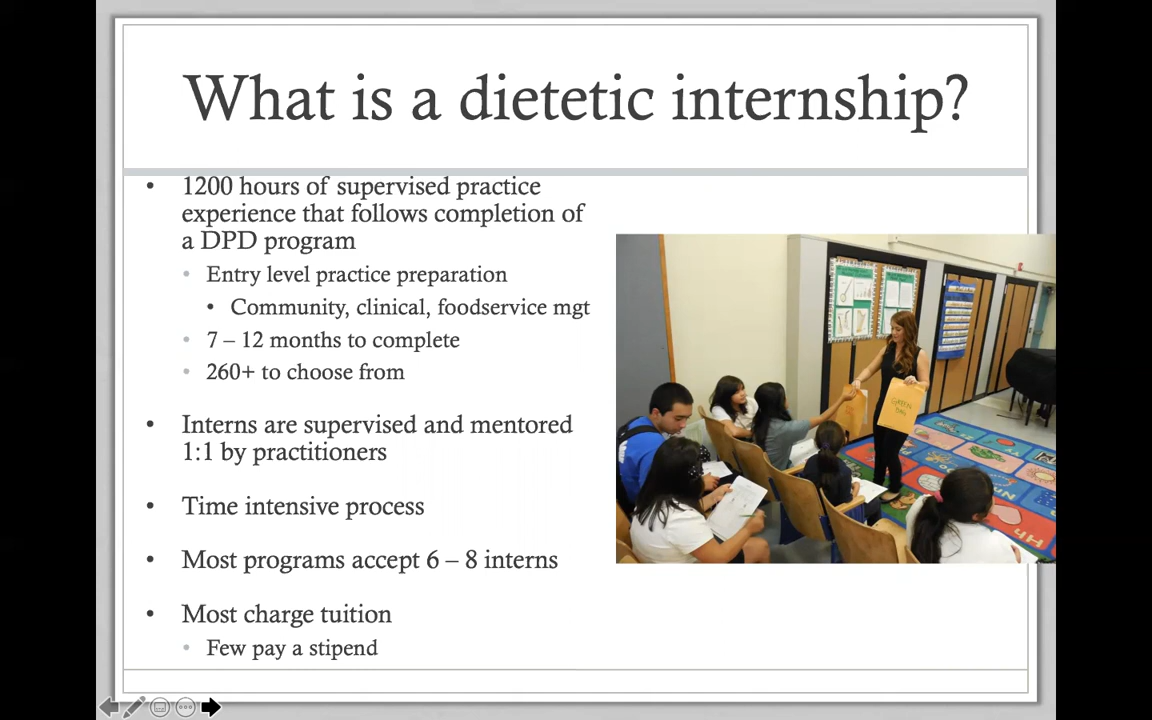 What is a dietetic internship?
• 1200 hours of supervised practice
experience that follows completion of
a DPD program
• Entry level practice preparation
• Community, clinical, foodservice mgt
• 7 – 12 months to complete
• 260+ to choose from
• Interns are supervised and mentored
1:1 by practitioners
• Time intensive process
• Most programs accept 6 – 8 interns
• Most charge tuition
• Few pay a stipend
GREEN
Hh